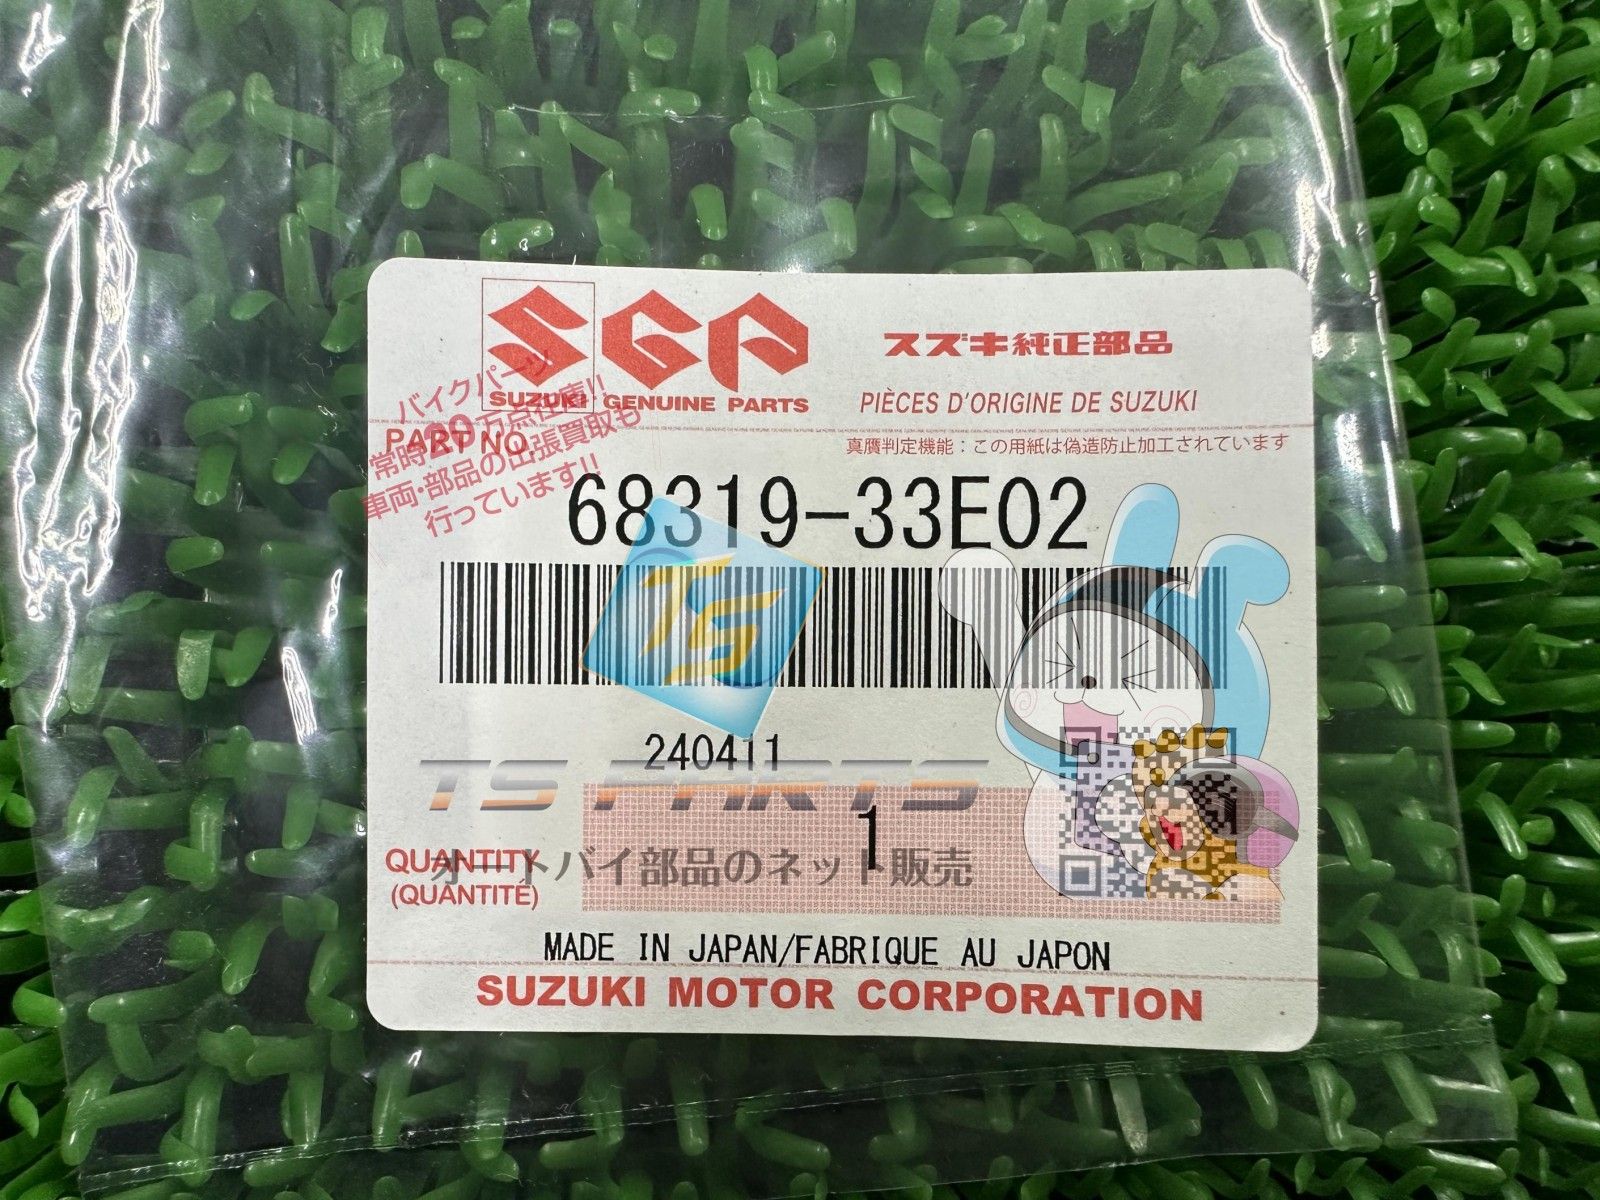 SGP
スズキ純正部品
SUZUKI GENUINE PARTS
PIÈCES D'ORIGINE DE SUZUKI
バイクパーツ
常時20万点在庫!!
車両・部品の出張買取も
行っています!!
PART NO.
真贋判定機能：この用紙は偽造防止加工されています
68319-33E02
TS
240411
TS PARTS
1
QUANTITY
(QUANTITÉ)
オートバイ部品のネット販売
MADE IN JAPAN/FABRIQUE AU JAPON
SUZUKI MOTOR CORPORATION